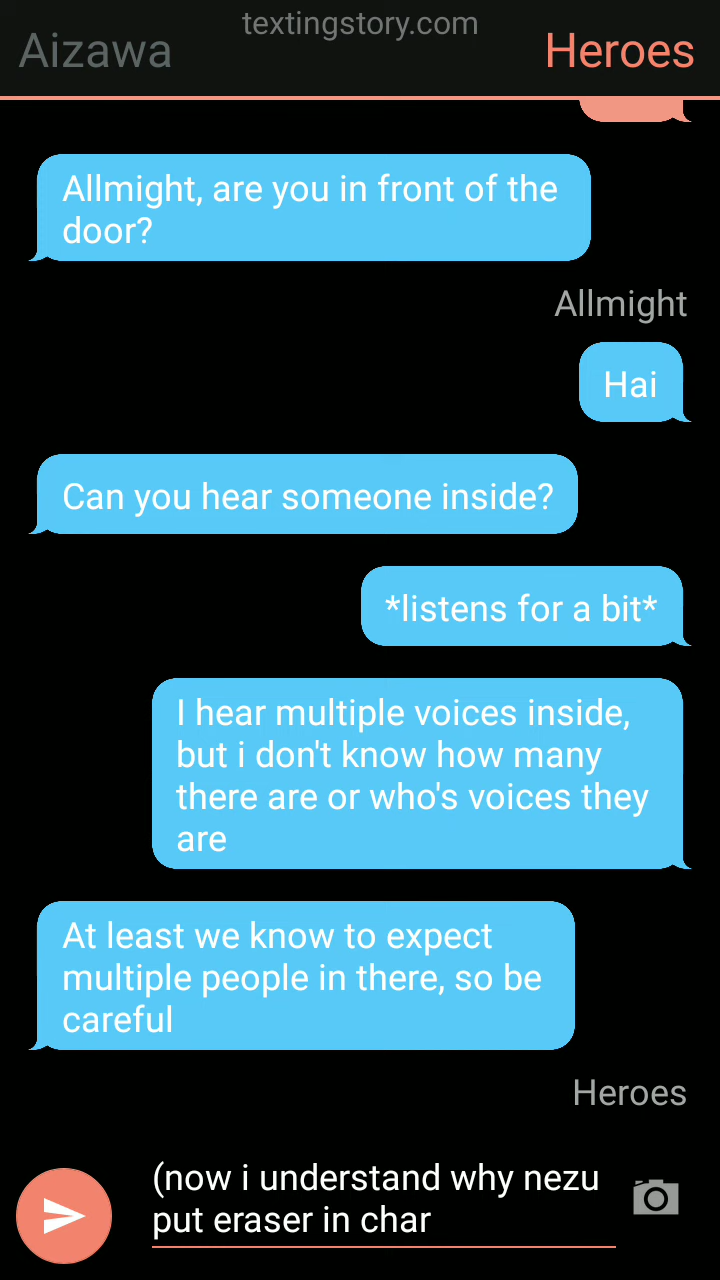 textingstory.com
Aizawa
Heroes
Allmight, are you in front of the
door?
Allmight
Hai
Can you hear someone inside?
*listens for a bit*
I hear multiple voices inside,
but i don't know how many
there are or who's voices they
are
At least we know to expect
multiple people in there, so be
careful
Heroes
(now i understand why nezu
put eraser in char